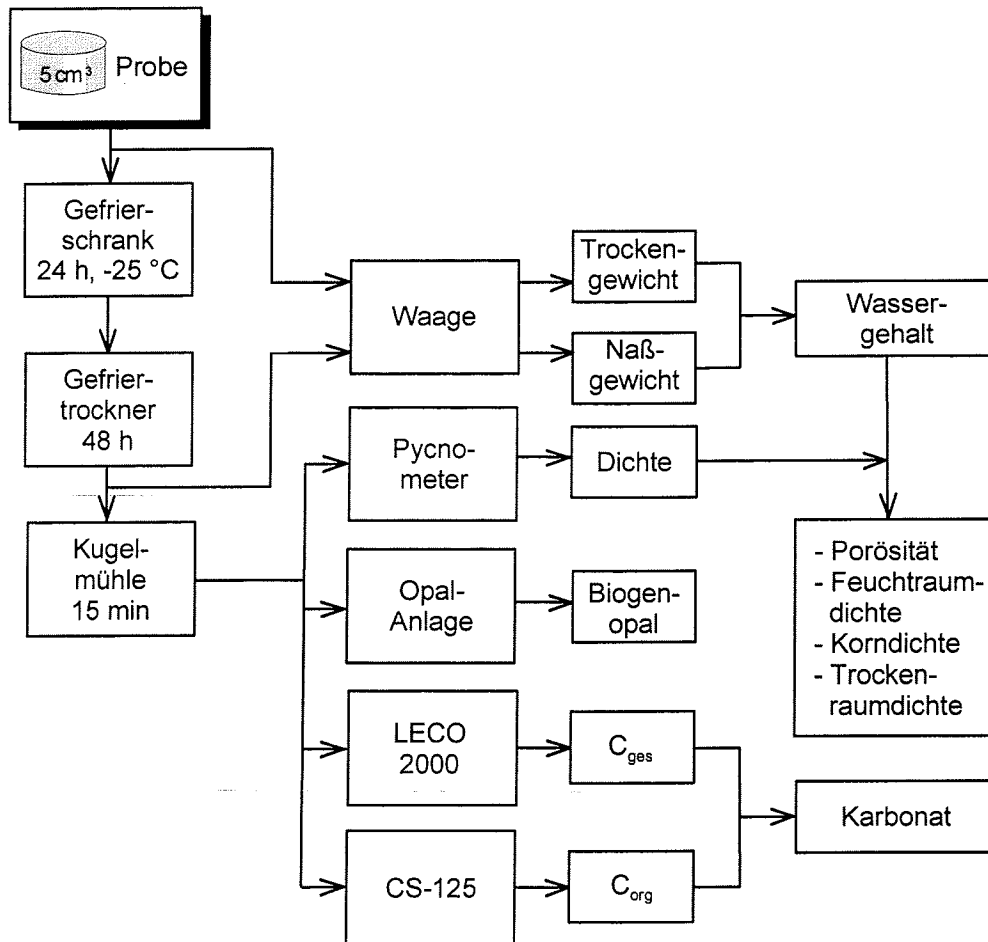 5 cm³ Probe
Gefrier-
schrank
24 h, -25 °C
Gefrier-
trockner
48 h
Kugel-
mühle
15 min
Waage
Trocken-
gewicht
Naß-
gewicht
Wasser-
gehalt
Pycno-
meter
Dichte
- Porösität
- Feuchtraum-
dichte
- Korndichte
- Trocken-
raumdichte
Opal-
Anlage
Biogen-
opal
LECO
2000
C_ges
Karbonat
CS-125
C_org